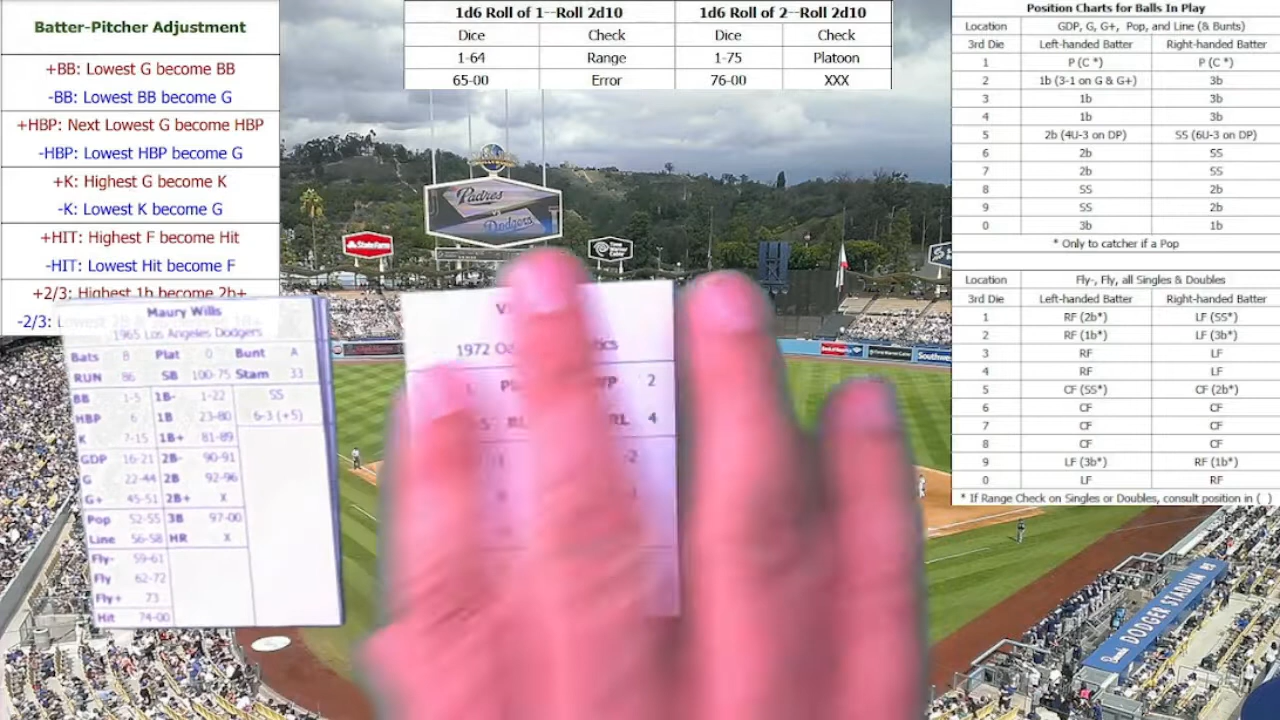 Batter-Pitcher Adjustment
+BB: Lowest G become BB
-BB: Lowest BB become G
+HBP: Next Lowest G become HBP
-HBP: Lowest HBP become G
+K: Highest G become K
-K: Lowest K become G
+HIT: Highest F become Hit
-HIT: Lowest Hit become F
+2/3: Highest 1b become 2b+
-2/3:
1d6 Roll of 1--Roll 2d10 1d6 Roll of 2--Roll 2d10
Dice Check Dice Check
1-64 Range 1-75 Platoon
65-00 Error 76-00 XXX
Position Charts for Balls In Play
Location GDP, G, G+, Pop, and Line (& Bunts)
3rd Die Left-handed Batter Right-handed Batter
1 P (C *) P (C *)
2 1b (3-1 on G & G+) 3b
3 1b 3b
4 1b 3b
5 2b (4U-3 on DP) SS (6U-3 on DP)
6 2b SS
7 2b SS
8 SS 2b
9 SS 2b
0 3b 1b
* Only to catcher if a Pop
Location Fly-, Fly, all Singles & Doubles
3rd Die Left-handed Batter Right-handed Batter
1 RF (2b*) LF (SS*)
2 RF (1b*) LF (3b*)
3 RF LF
4 RF LF
5 CF (SS*) CF (2b*)
6 CF CF
7 CF CF
8 CF CF
9 LF (3b*) RF (1b*)
0 LF RF
* If Range Check on Singles or Doubles, consult position in ( )
Padres
Dodgers
State Farm
Southwest
DODGER STADIUM
Maury Wills
1965 Los Angeles Dodgers
Bats B Plat 0 Bunt A
RUN 86 SB 100-75 Stam 33
BB 1-5 1B- 1-22 SS
HBP 6 1B 23-80 6-3 (+5)
K 7-15 1B+ 81-89
GDP 16-21 2B- 90-91
G 22-44 2B 92-96
G+ 45-51 2B+ X
Pop 52-55 3B 97-00
Line 56-58 HR X
Fly- 59-61
Fly 62-72
Fly+ 73
Hit 74-00
1972
2
4
-2